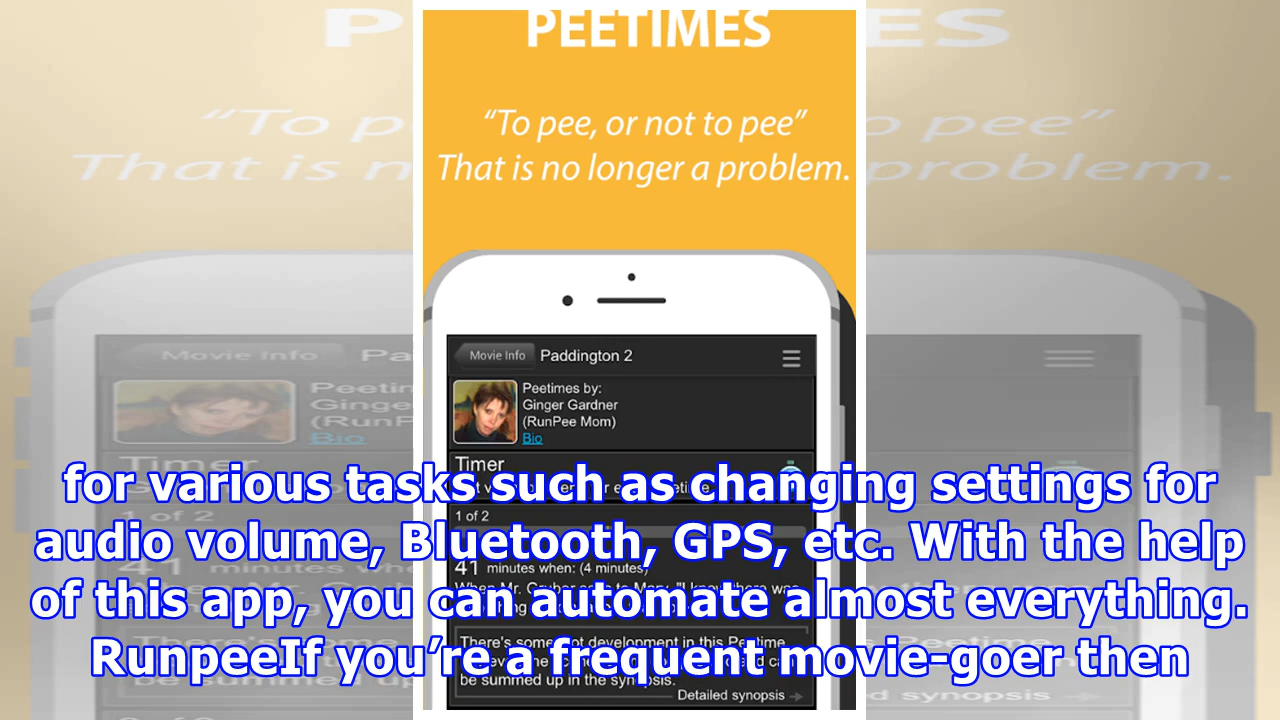 PEETIMES
“To pee, or not to pee”
That is no longer a problem.
Movie Info Paddington 2
Peetimes by:
Ginger Gardner
(RunPee Mom)
Bio
Timer
for various tasks such as changing settings for
1 of 2
audio volume, Bluetooth, GPS, etc. With the help
41 minutes when: (4 minutes)
of this app, you can automate almost everything.
There's some development in this Peetime
RunpeeIf you’re a frequent movie-goer then
be summed up in the synopsis.
Detailed synopsis